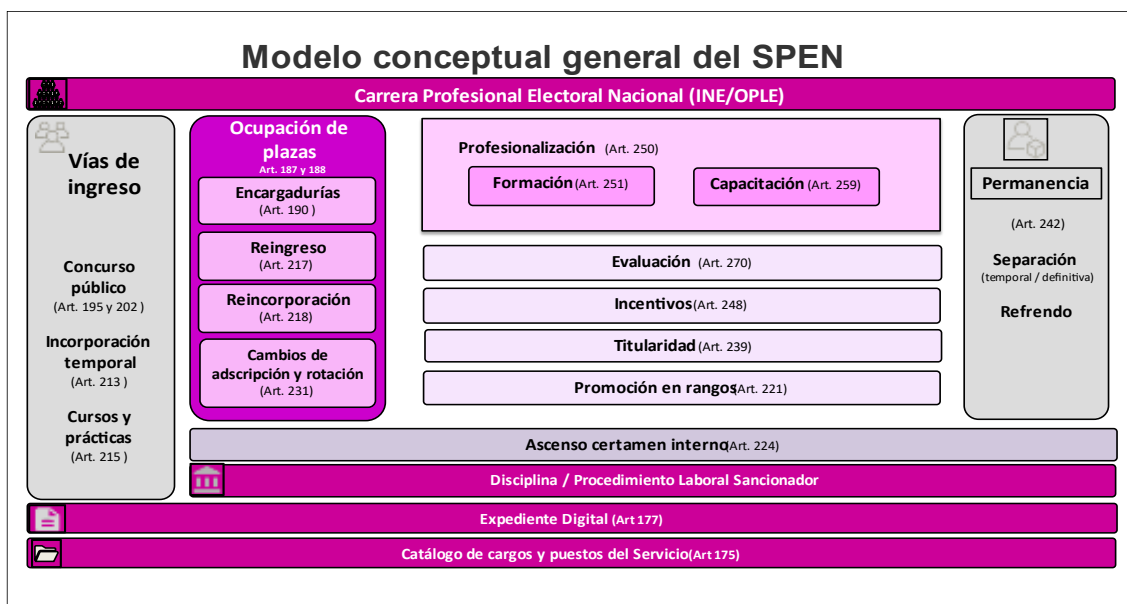 Modelo conceptual general del SPEN
Carrera Profesional Electoral Nacional (INE/OPLE)
Vías de
ingreso
Concurso
público
(Art. 195 y 202 )
Incorporación
temporal
(Art. 213 )
Cursos y
prácticas
(Art. 215 )
Ocupación de
plazas
Art. 187 y 188
Encargadurías
(Art. 190 )
Reingreso
(Art. 217)
Reincorporación
(Art. 218)
Cambios de
adscripción y rotación
(Art. 231)
Profesionalización (Art. 250)
Formación(Art. 251)
Capacitación (Art. 259)
Evaluación (Art. 270)
Incentivos(Art. 248)
Titularidad (Art. 239)
Promoción en rangos(Art. 221)
Permanencia
(Art. 242)
Separación
(temporal / definitiva)
Refrendo
Ascenso certamen interno(Art. 224)
Disciplina / Procedimiento Laboral Sancionador
Expediente Digital (Art 177)
Catálogo de cargos y puestos del Servicio(Art 175)